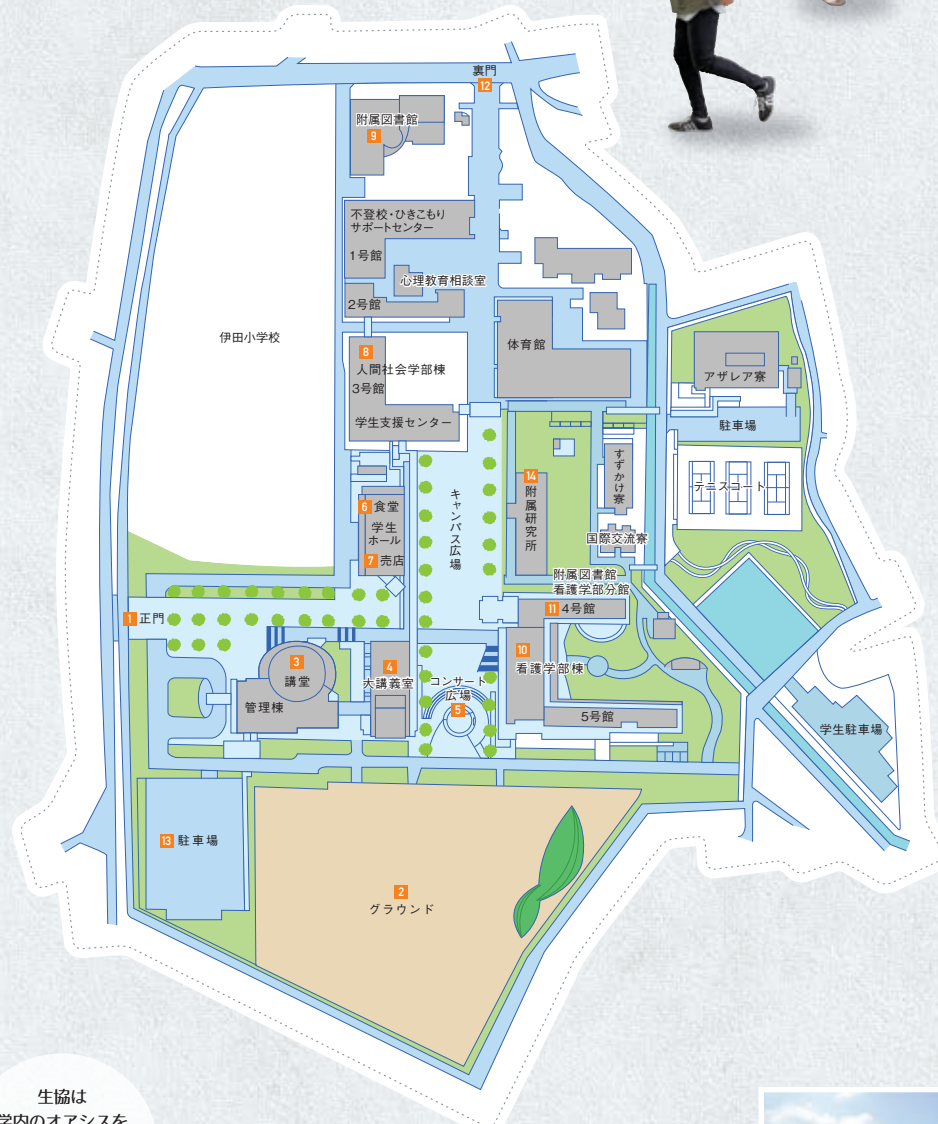 裏門
12
附属図書館
9
不登校・ひきこもり
サポートセンター
1号館
心理教育相談室
2号館
伊田小学校
体育館
8
人間社会学部棟
3号館
学生支援センター
アザレア寮
駐車場
テニスコート
すずかけ寮
14
附属研究所
キャンパス広場
6 食堂
学生
ホール
7 売店
国際交流寮
附属図書館
看護学部分館
11 4号館
1 正門
10
看護学部棟
3
講堂
4
大講義室
コンサート
広場
5
管理棟
5号館
学生駐車場
13 駐車場
2
グラウンド
生協は
学内のオアシスを